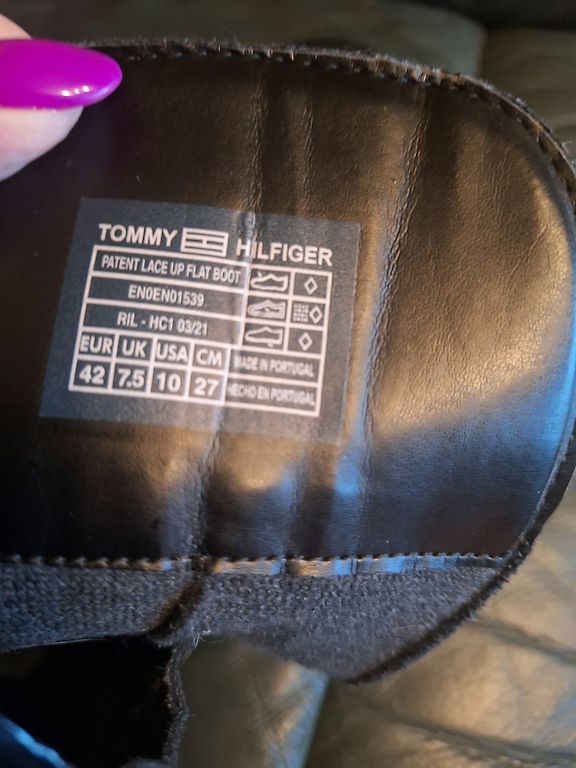 TOMMY HILFIGER
PATENT LACE UP FLAT BOOT
EN0EN01539
RIL - HC1 03/21
EUR UK USA CM
42 7.5 10 27
MADE IN PORTUGAL
HECHO EN PORTUGAL